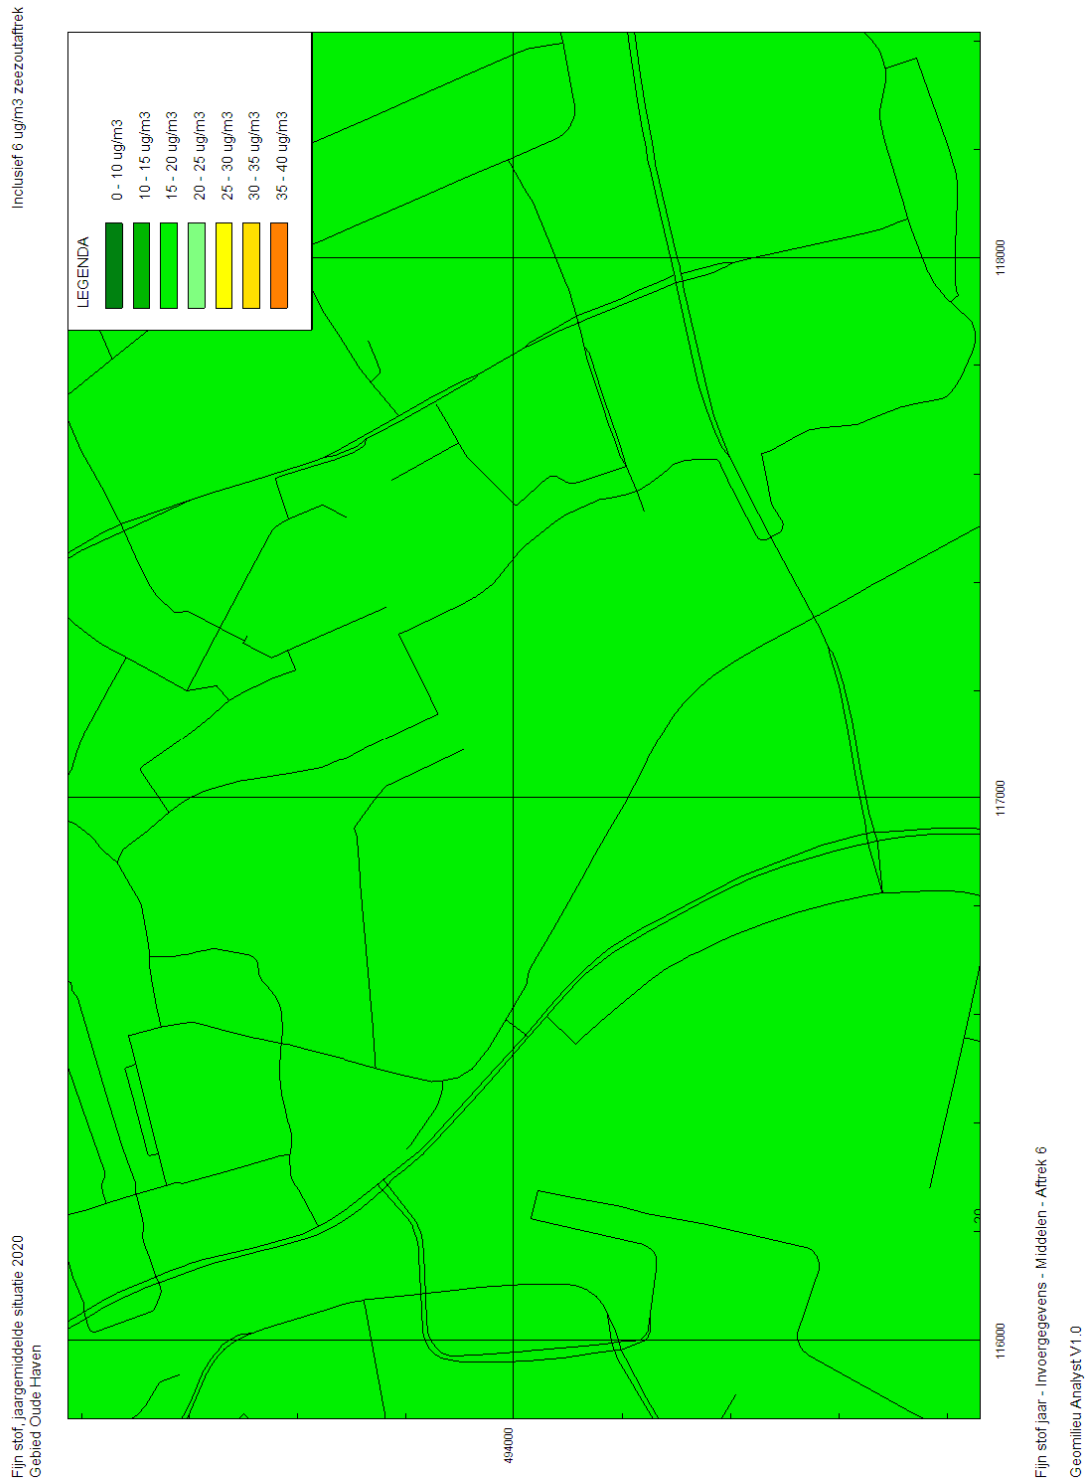 Fijn stof, jaargemiddelde situatie 2020
Gebied Oude Haven
Inclusief 6 ug/m3 zeezoutaftrek
LEGENDA
0 - 10 ug/m3
10 - 15 ug/m3
15 - 20 ug/m3
20 - 25 ug/m3
25 - 30 ug/m3
30 - 35 ug/m3
35 - 40 ug/m3
494000
20
116000
117000
118000
Fijn stof jaar - Invoergegevens - Middelen - Aftrek 6
Geomilieu Analyst V1.0